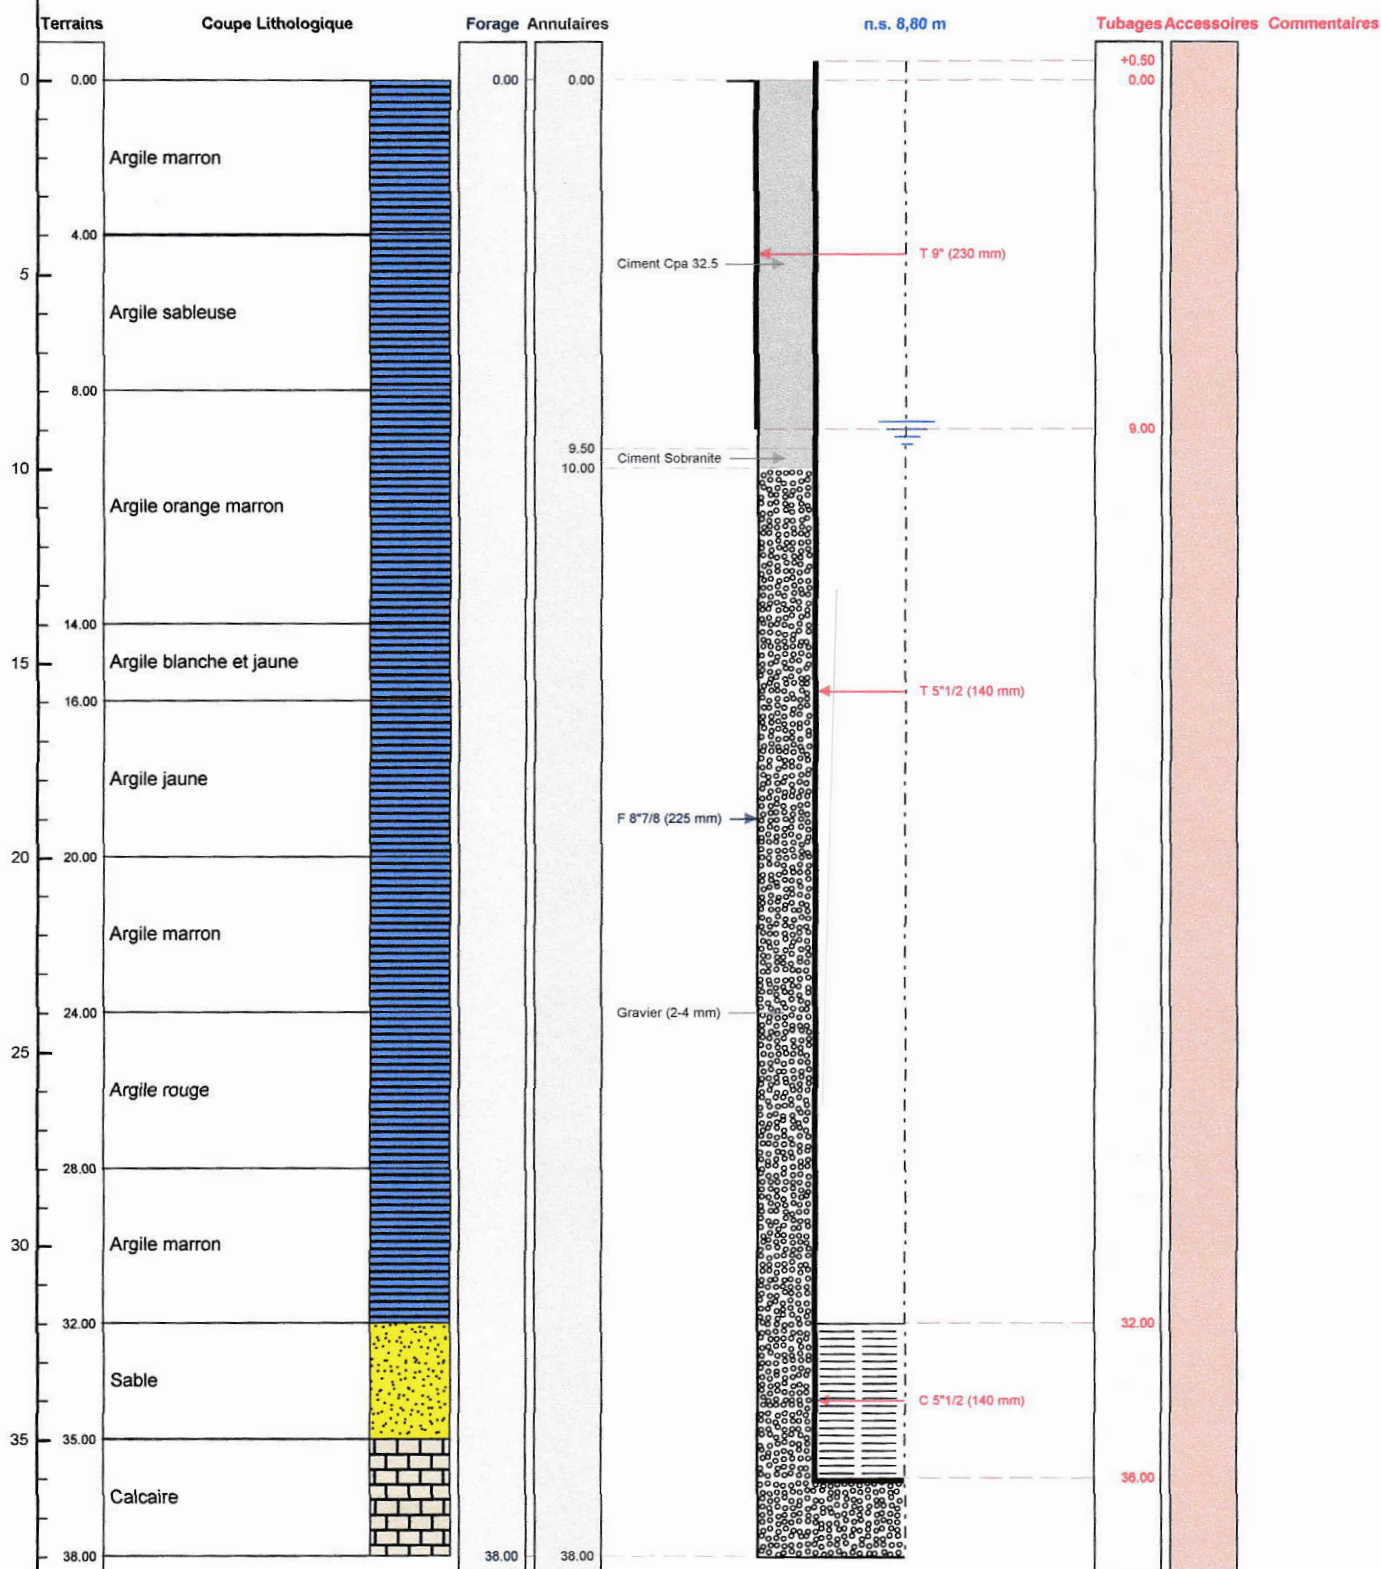 Terrains Coupe Lithologique Forage Annulaires n.s. 8,80 m Tubages Accessoires Commentaires
+0.50
0 0.00 0.00 0.00 0.00
Argile marron
4.00
T 9" (230 mm)
Ciment Cpa 32.5
5
Argile sableuse
8.00
9.00
9.50
Ciment Sobranite
10 10.00
Argile orange marron
14.00
15 Argile blanche et jaune
T 5"1/2 (140 mm)
16.00
Argile jaune
F 8"7/8 (225 mm)
20 20.00
Argile marron
24.00 Gravier (2-4 mm)
25
Argile rouge
28.00
30 Argile marron
32.00 32.00
Sable
C 5"1/2 (140 mm)
35 35.00
36.00
Calcaire
38.00 38.00 38.00